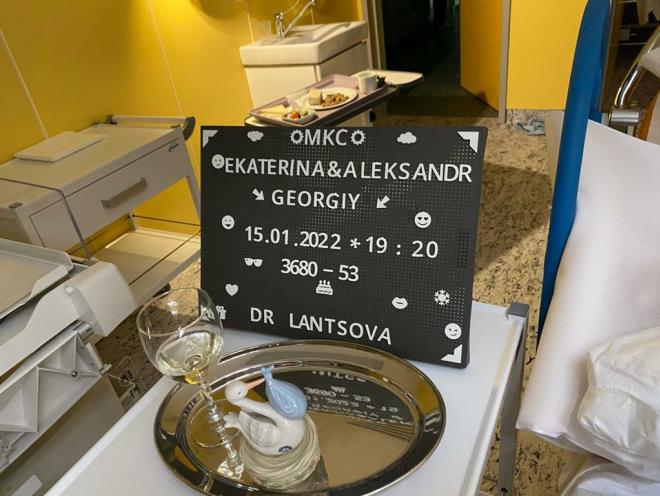 MKC
EKATERINA&ALEKSANDR
GEORGIY
15.01.2022 *19 : 20
3680 – 53
DR LANTSOVA